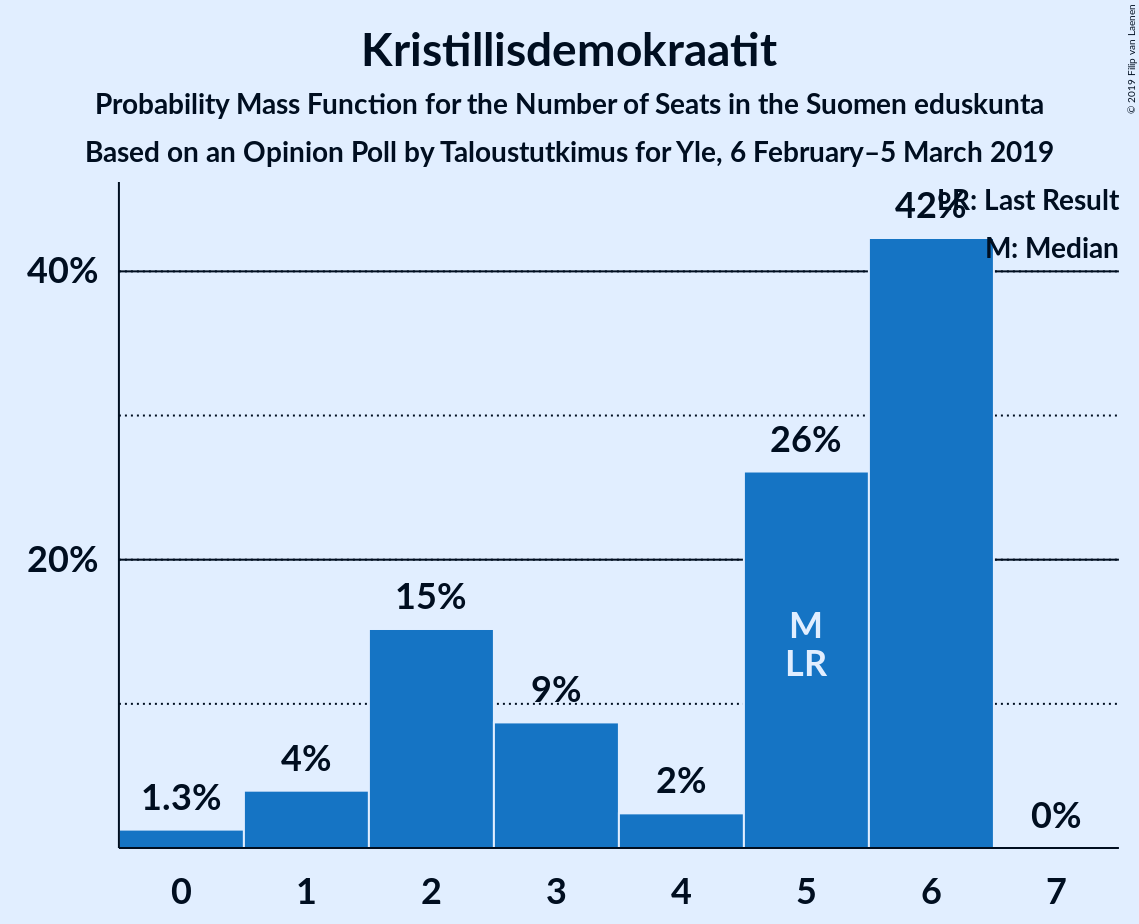 Kristillisdemokraatit
Probability Mass Function for the Number of Seats in the Suomen eduskunta
Based on an Opinion Poll by Taloustutkimus for Yle, 6 February–5 March 2019
© 2019 Filip van Laenen
LR: Last Result
M: Median
42%
40%
26%
20%
15%
M
LR
9%
4%
2%
1.3%
0%
0 1 2 3 4 5 6 7